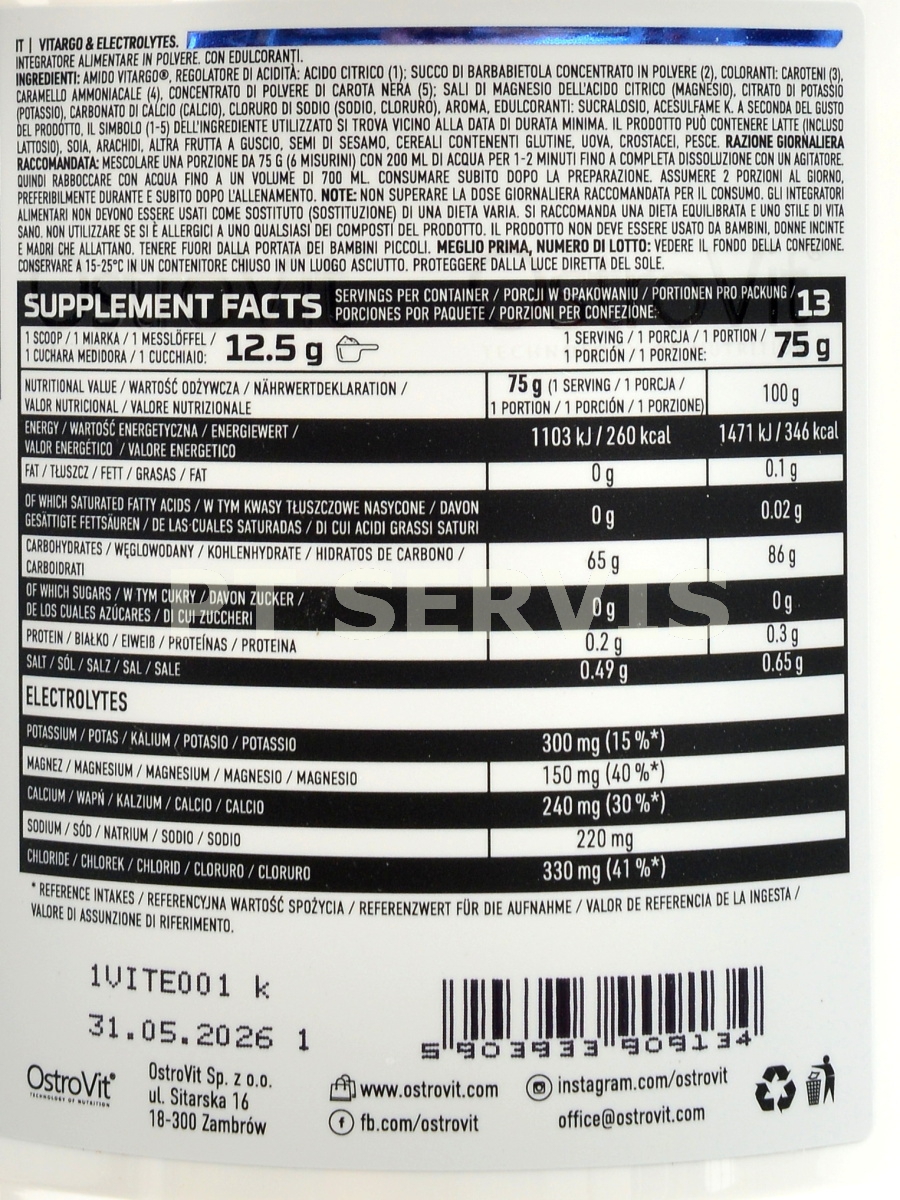 IT | VITARGO & ELECTROLYTES.
INTEGRATORE ALIMENTARE IN POLVERE. CON EDULCORANTI.
INGREDIENTI: AMIDO VITARGO®, REGOLATORE DI ACIDITÀ: ACIDO CITRICO (1); SUCCO DI BARBABIETOLA CONCENTRATO IN POLVERE (2), COLORANTI: CAROTENI (3),
CARAMELLO AMMONIACALE (4), CONCENTRATO DI POLVERE DI CAROTA NERA (5); SALI DI MAGNESIO DELL'ACIDO CITRICO (MAGNESIO), CITRATO DI POTASSIO
(POTASSIO), CARBONATO DI CALCIO (CALCIO), CLORURO DI SODIO (SODIO, CLORURO), AROMA, EDULCORANTI: SUCRALOSIO, ACESULFAME K. A SECONDA DEL GUSTO
DEL PRODOTTO, IL SIMBOLO (1-5) DELL'INGREDIENTE UTILIZZATO SI TROVA VICINO ALLA DATA DI DURATA MINIMA. IL PRODOTTO PUÒ CONTENERE LATTE (INCLUSO
LATTOSIO), SOIA, ARACHIDI, ALTRA FRUTTA A GUSCIO, SEMI DI SESAMO, CEREALI CONTENENTI GLUTINE, UOVA, CROSTACEI, PESCE. RAZIONE GIORNALIERA
RACCOMANDATA: MESCOLARE UNA PORZIONE DA 75 G (6 MISURINI) CON 200 ML DI ACQUA PER 1-2 MINUTI FINO A COMPLETA DISSOLUZIONE CON UN AGITATORE.
QUINDI RABBOCCARE CON ACQUA FINO A UN VOLUME DI 700 ML. CONSUMARE SUBITO DOPO LA PREPARAZIONE. ASSUMERE 2 PORZIONI AL GIORNO,
PREFERIBILMENTE DURANTE E SUBITO DOPO L'ALLENAMENTO. NOTE: NON SUPERARE LA DOSE GIORNALIERA RACCOMANDATA PER IL CONSUMO. GLI INTEGRATORI
ALIMENTARI NON DEVONO ESSERE USATI COME SOSTITUTO (SOSTITUZIONE) DI UNA DIETA VARIA. SI RACCOMANDA UNA DIETA EQUILIBRATA E UNO STILE DI VITA
SANO. NON UTILIZZARE SE SI È ALLERGICI A UNO QUALSIASI DEI COMPOSTI DEL PRODOTTO. IL PRODOTTO NON DEVE ESSERE USATO DA BAMBINI, DONNE INCINTE
E MADRI CHE ALLATTANO. TENERE FUORI DALLA PORTATA DEI BAMBINI PICCOLI. MEGLIO PRIMA, NUMERO DI LOTTO: VEDERE IL FONDO DELLA CONFEZIONE.
CONSERVARE A 15-25°C IN UN CONTENITORE CHIUSO IN UN LUOGO ASCIUTTO. PROTEGGERE DALLA LUCE DIRETTA DEL SOLE.
SUPPLEMENT FACTS SERVINGS PER CONTAINER / PORCJI W OPAKOWANIU / PORTIONEN PRO PACKUNG /
PORCIONES POR PAQUETE / PORZIONI PER CONFEZIONE: 13
1 SCOOP / 1 MIARKA / 1 MESSLÖFFEL /
1 CUCHARA MEDIDORA / 1 CUCCHIAIO: 12.5 g
1 SERVING / 1 PORCJA / 1 PORTION /
1 PORCIÓN / 1 PORZIONE: 75 g
NUTRITIONAL VALUE / WARTOŚĆ ODŻYWCZA / NÄHRWERTDEKLARATION /
VALOR NUTRICIONAL / VALORE NUTRIZIONALE
75 g (1 SERVING / 1 PORCJA /
1 PORTION / 1 PORCIÓN / 1 PORZIONE)
100 g
ENERGY / WARTOŚĆ ENERGETYCZNA / ENERGIEWERT /
VALOR ENERGÉTICO / VALORE ENERGETICO
1103 kJ / 260 kcal 1471 kJ / 346 kcal
FAT / TŁUSZCZ / FETT / GRASAS / FAT 0 g 0.1 g
OF WHICH SATURATED FATTY ACIDS / W TYM KWASY TŁUSZCZOWE NASYCONE / DAVON
GESÄTTIGTE FETTSÄUREN / DE LAS CUALES SATURADAS / DI CUI ACIDI GRASSI SATURI
0 g 0.02 g
CARBOHYDRATES / WĘGLOWODANY / KOHLENHYDRATE / HIDRATOS DE CARBONO /
CARBOIDRATI
65 g 86 g
OF WHICH SUGARS / W TYM CUKRY / DAVON ZUCKER /
DE LOS CUALES AZÚCARES / DI CUI ZUCCHERI
0 g 0 g
PT SERVIS
PROTEIN / BIAŁKO / EIWEIß / PROTEÍNAS / PROTEINA 0.2 g 0.3 g
SALT / SÓL / SALZ / SAL / SALE 0.49 g 0.65 g
ELECTROLYTES
POTASSIUM / POTAS / KALIUM / POTASIO / POTASSIO 300 mg (15 %*)
MAGNEZ / MAGNESIUM / MAGNESIUM / MAGNESIO / MAGNESIO 150 mg (40 %*)
CALCIUM / WAPŃ / KALZIUM / CALCIO / CALCIO 240 mg (30 %*)
SODIUM / SÓD / NATRIUM / SODIO / SODIO 220 mg
CHLORIDE / CHLOREK / CHLORID / CLORURO / CLORURO 330 mg (41 %*)
* REFERENCE INTAKES / REFERENCYJNA WARTOŚĆ SPOŻYCIA / REFERENZWERT FÜR DIE AUFNAHME / VALOR DE REFERENCIA DE LA INGESTA /
VALORE DI ASSUNZIONE DI RIFERIMENTO.
1VITE001 k
31.05.2026 1
5 903933 909134
OstroVit®
TECHNOLOGY OF NUTRITION
OstroVit Sp. z o.o.
ul. Sitarska 16
18-300 Zambrów
www.ostrovit.com
fb.com/ostrovit
instagram.com/ostrovit
office@ostrovit.com